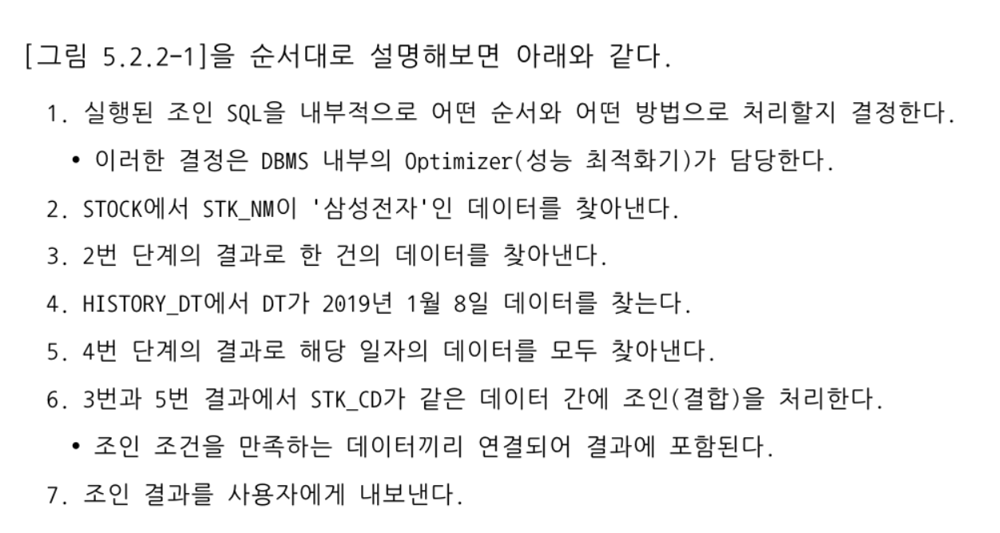 [그림 5.2.2-1]을 순서대로 설명해보면 아래와 같다.
1. 실행된 조인 SQL을 내부적으로 어떤 순서와 어떤 방법으로 처리할지 결정한다.
• 이러한 결정은 DBMS 내부의 Optimizer(성능 최적화기)가 담당한다.
2. STOCK에서 STK_NM이 '삼성전자'인 데이터를 찾아낸다.
3. 2번 단계의 결과로 한 건의 데이터를 찾아낸다.
4. HISTORY_DT에서 DT가 2019년 1월 8일 데이터를 찾는다.
5. 4번 단계의 결과로 해당 일자의 데이터를 모두 찾아낸다.
6. 3번과 5번 결과에서 STK_CD가 같은 데이터 간에 조인(결합)을 처리한다.
• 조인 조건을 만족하는 데이터끼리 연결되어 결과에 포함된다.
7. 조인 결과를 사용자에게 내보낸다.